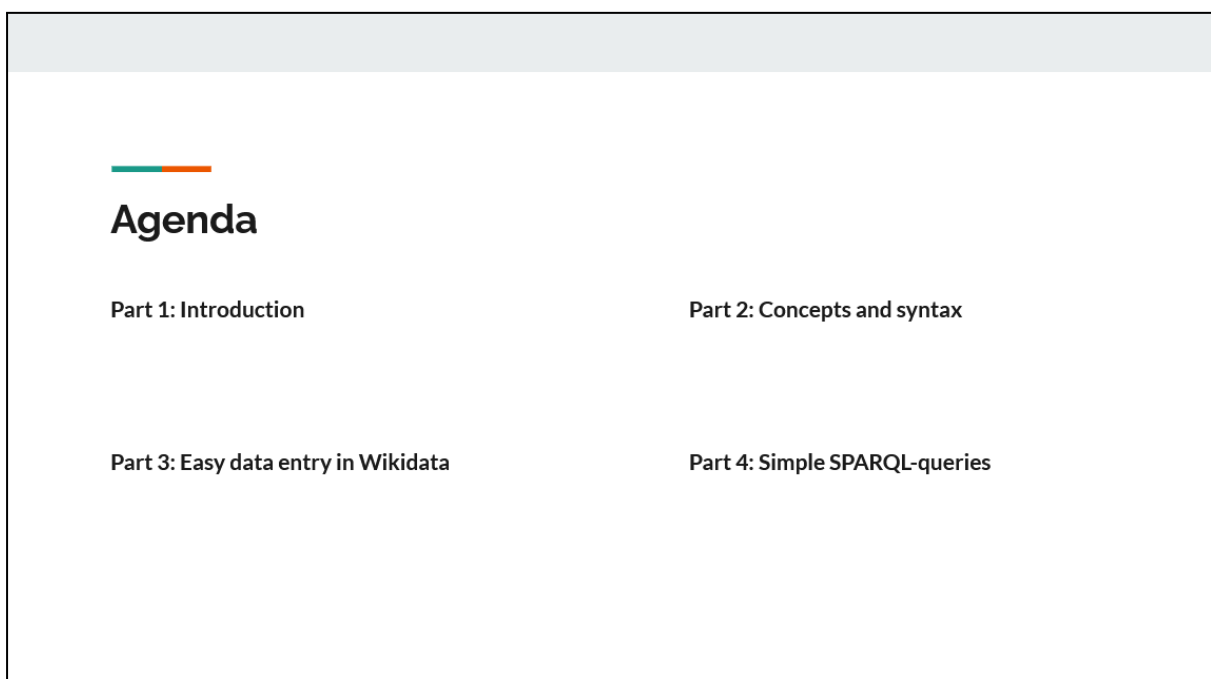 Agenda
Part 1: Introduction
Part 2: Concepts and syntax
Part 3: Easy data entry in Wikidata
Part 4: Simple SPARQL-queries